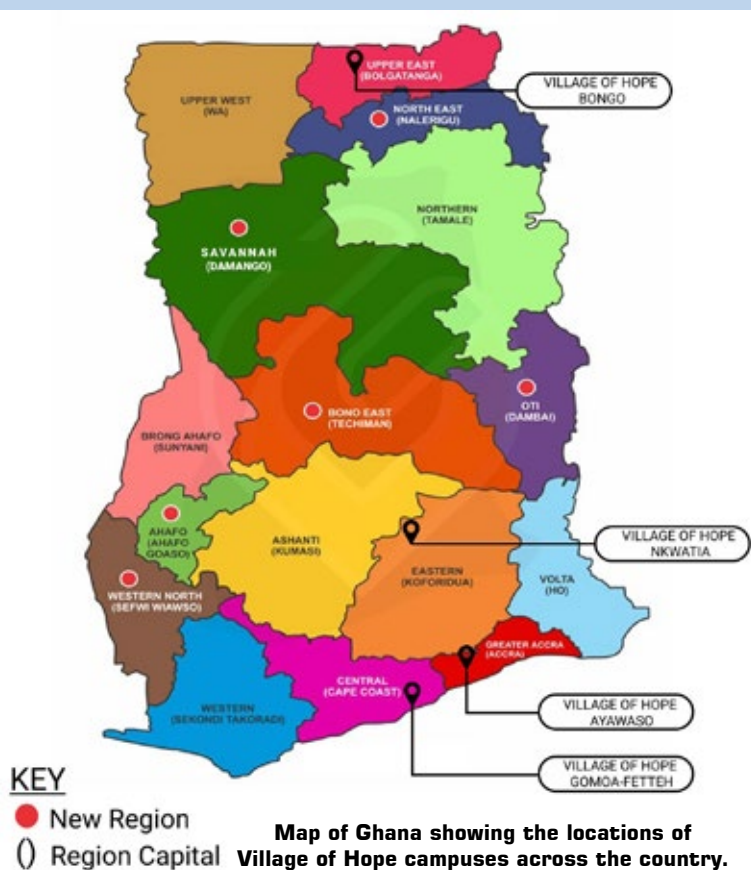 UPPER EAST
(BOLGATANGA)
VILLAGE OF HOPE
BONGO
UPPER WEST
(WA)
NORTH EAST
(NALERIGU)
NORTHERN
(TAMALE)
SAVANNAH
(DAMANGO)
OTI
(DAMBAI)
BONO EAST
(TECHIMAN)
BRONG AHAFO
(SUNYANI)
AHAFO
(AHAFO
GOASO)
ASHANTI
(KUMASI)
VILLAGE OF HOPE
NKWATIA
EASTERN
(KOFORIDUA)
VOLTA
(HO)
WESTERN NORTH
(SEFWI WIAWSO)
GREATER ACCRA
(ACCRA)
CENTRAL
(CAPE COAST)
WESTERN
(SEKONDI TAKORADI)
VILLAGE OF HOPE
AYAWASO
VILLAGE OF HOPE
GOMOA-FETTEH
KEY
New Region
() Region Capital
Map of Ghana showing the locations of
Village of Hope campuses across the country.